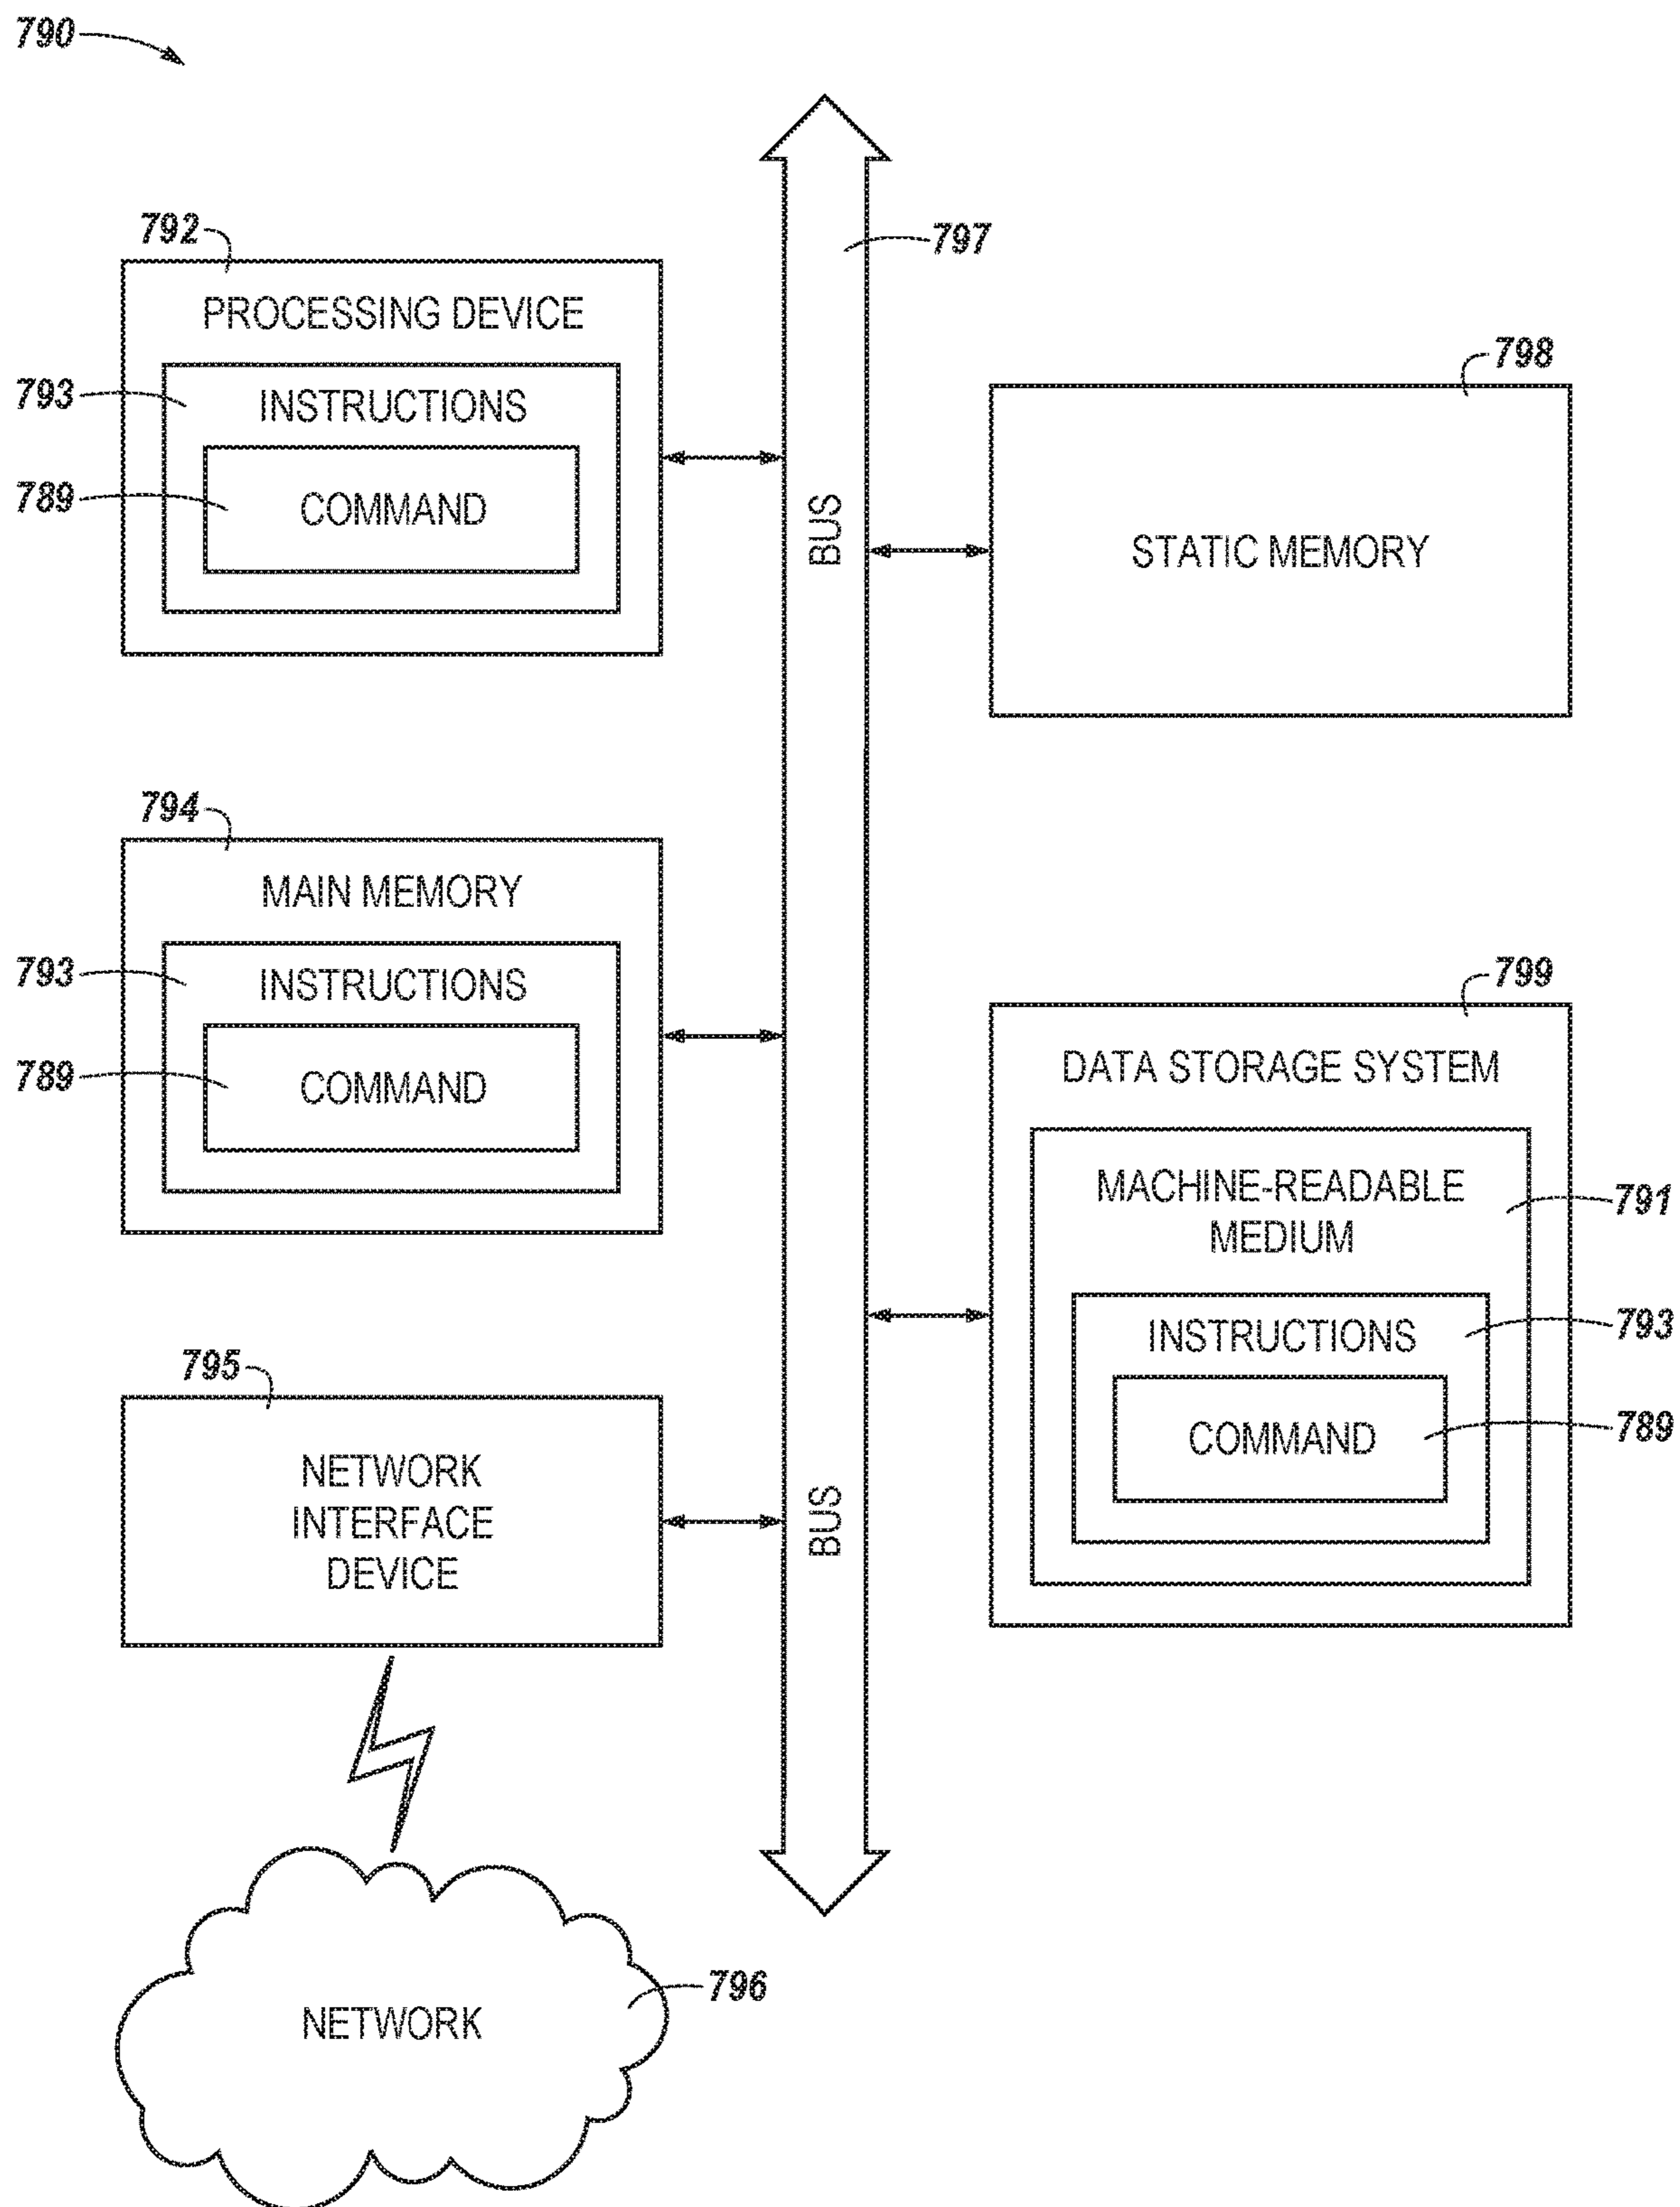 790
792
PROCESSING DEVICE
793
INSTRUCTIONS
789
COMMAND
797
BUS
798
STATIC MEMORY
794
MAIN MEMORY
793
INSTRUCTIONS
789
COMMAND
799
DATA STORAGE SYSTEM
MACHINE-READABLE
MEDIUM
791
INSTRUCTIONS
793
COMMAND
789
795
NETWORK
INTERFACE
DEVICE
BUS
NETWORK
796